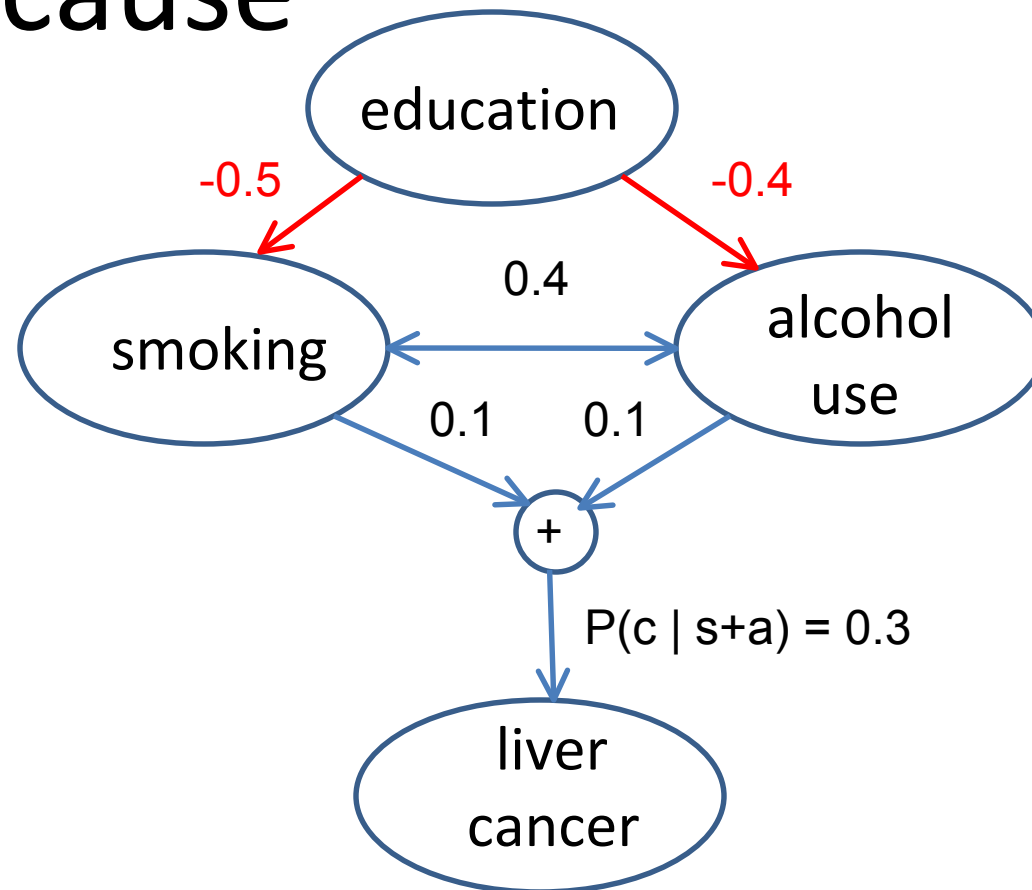 cause
education
-0.5
-0.4
0.4
smoking
alcohol
use
0.1
0.1
+
P(c | s+a) = 0.3
liver
cancer